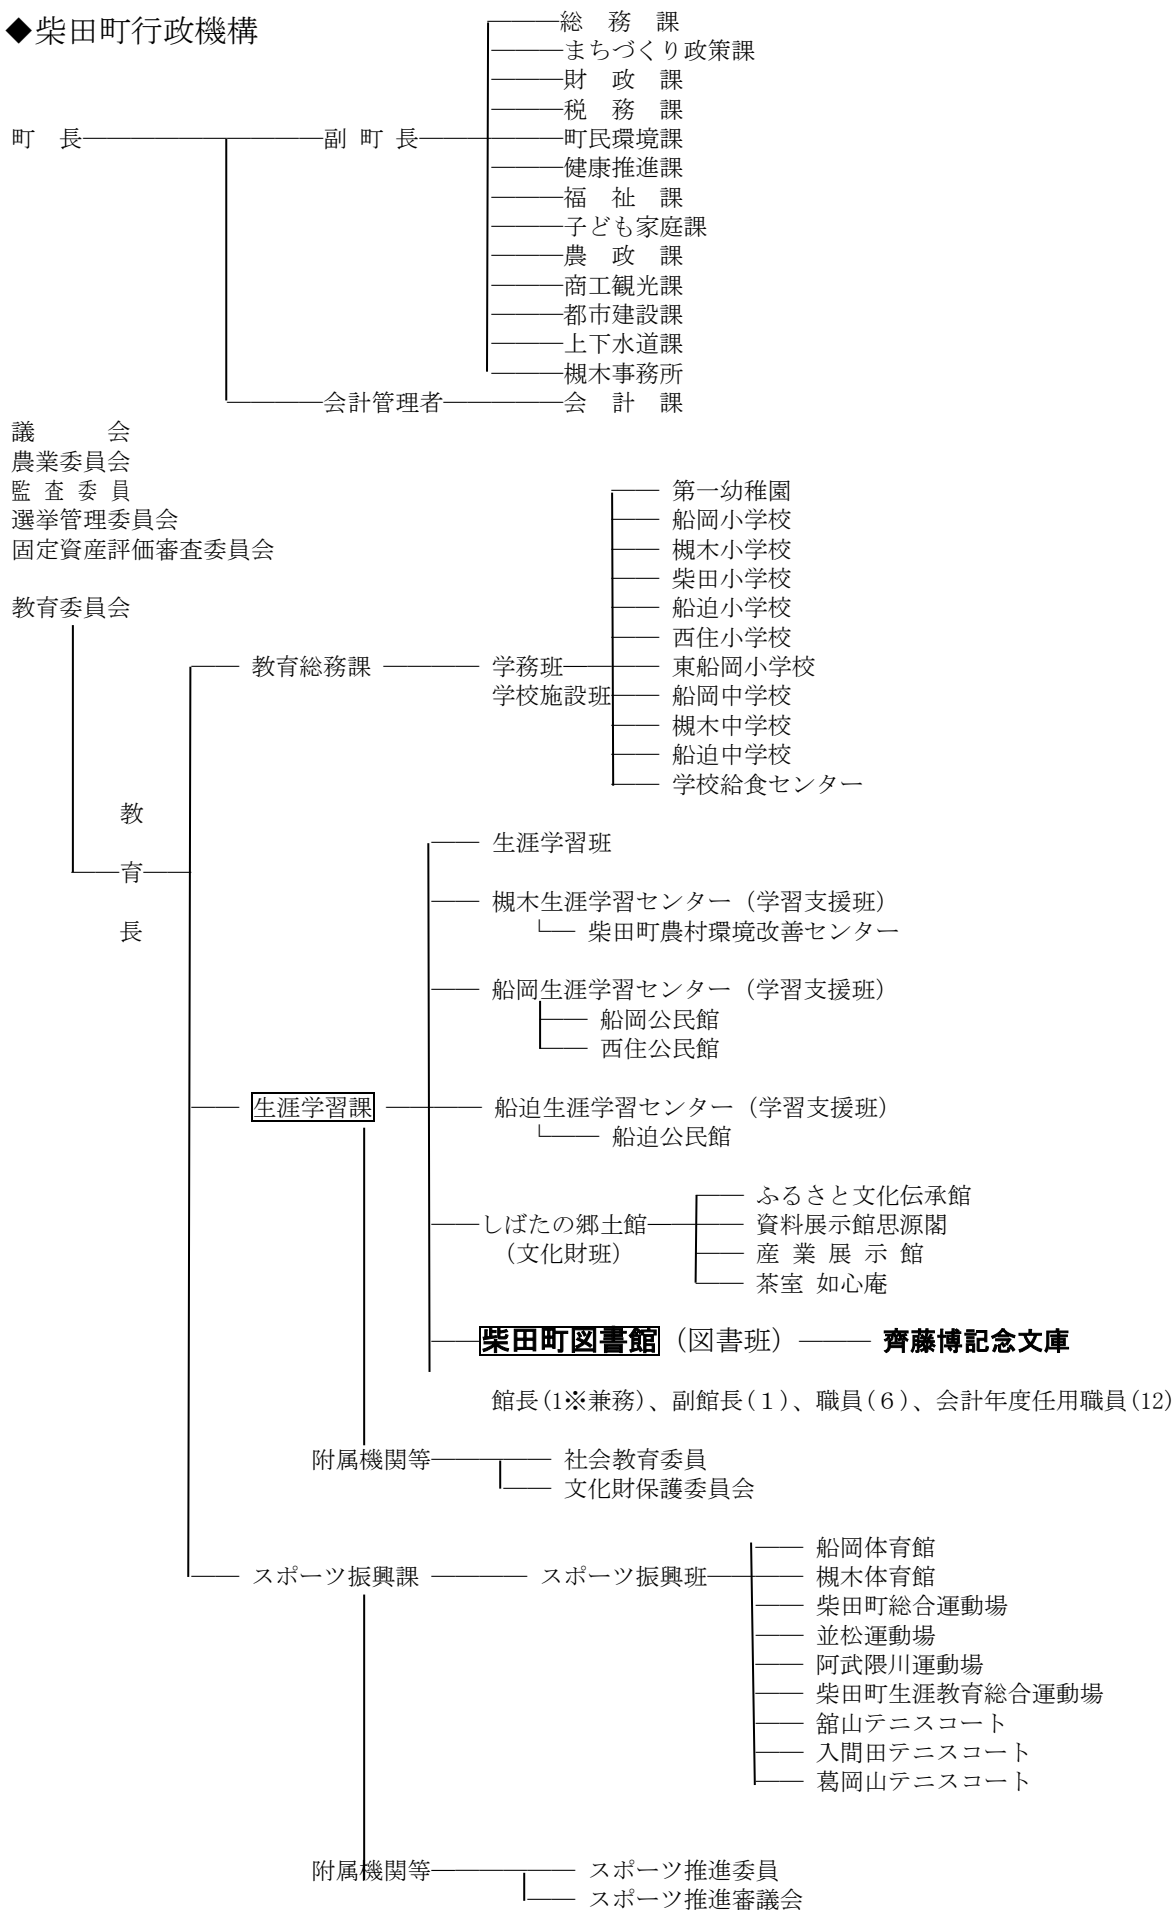 ◆柴田町行政機構
総　務　課
まちづくり政策課
財　政　課
税　務　課
町　長　副 町 長　町民環境課
健康推進課
福　祉　課
子ども家庭課
農　政　課
商工観光課
都市建設課
上下水道課
槻木事務所
会計管理者　会　計　課
議　　　会
農業委員会
監 査 委 員　第一幼稚園
選挙管理委員会　船岡小学校
固定資産評価審査委員会　槻木小学校
柴田小学校
教育委員会　船迫小学校
西住小学校
教育総務課　学務班　東船岡小学校
学校施設班　船岡中学校
槻木中学校
船迫中学校
学校給食センター
教育長
生涯学習班
槻木生涯学習センター（学習支援班）
柴田町農村環境改善センター
船岡生涯学習センター（学習支援班）
船岡公民館
西住公民館
生涯学習課　船迫生涯学習センター（学習支援班）
船迫公民館
ふるさと文化伝承館
しばたの郷土館　資料展示館思源閣
（文化財班）　産 業 展 示 館
茶室 如心庵
柴田町図書館（図書班）　齊藤博記念文庫
館長(1※兼務)、副館長(１)、職員(６)、会計年度任用職員(12)
附属機関等　社会教育委員
文化財保護委員会
船岡体育館
スポーツ振興課　スポーツ振興班　槻木体育館
柴田町総合運動場
並松運動場
阿武隈川運動場
柴田町生涯教育総合運動場
舘山テニスコート
入間田テニスコート
葛岡山テニスコート
附属機関等　スポーツ推進委員
スポーツ推進審議会